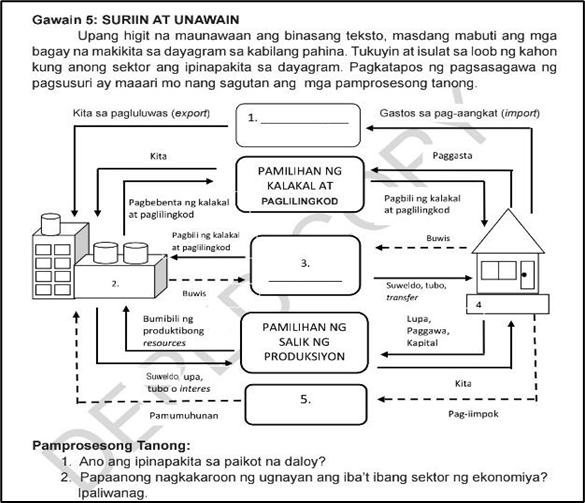 Gawain 5: SURIIN AT UNAWAIN
Upang higit na maunawaan ang binasang teksto, masdang mabuti ang mga
bagay na makikita sa dayagram sa kabilang pahina. Tukuyin at isulat sa loob ng kahon
kung anong sektor ang ipinapakita sa dayagram. Pagkatapos ng pagsasagawa ng
pagsusuri ay maaari mo nang sagutan ang mga pamprosesong tanong.
Kita sa pagluluwas (export)
1. ______________
Gastos sa pag-aangkat (import)
Kita
PAMILIHAN NG
KALAKAL AT
PAGLILINGKOD
Paggasta
Pagbebenta ng kalakal
at paglilingkod
Pagbili ng kalakal
at paglilingkod
Pagbili ng kalakal
at paglilingkod
Buwis
3.
____________
2.
Buwis
Suweldo, tubo,
transfer
4
Bumibili ng
produktibong
resources
PAMILIHAN NG
SALIK NG
PRODUKSIYON
Lupa,
Paggawa,
Kapital
Suweldo, upa,
tubo o interes
Kita
5.
Pamumuhunan
Pag-iimpok
DEPED COPY
Pamprosesong Tanong:
1. Ano ang ipinapakita sa paikot na daloy?
2. Papaanong nagkakaroon ng ugnayan ang iba't ibang sektor ng ekonomiya?
Ipaliwanag.